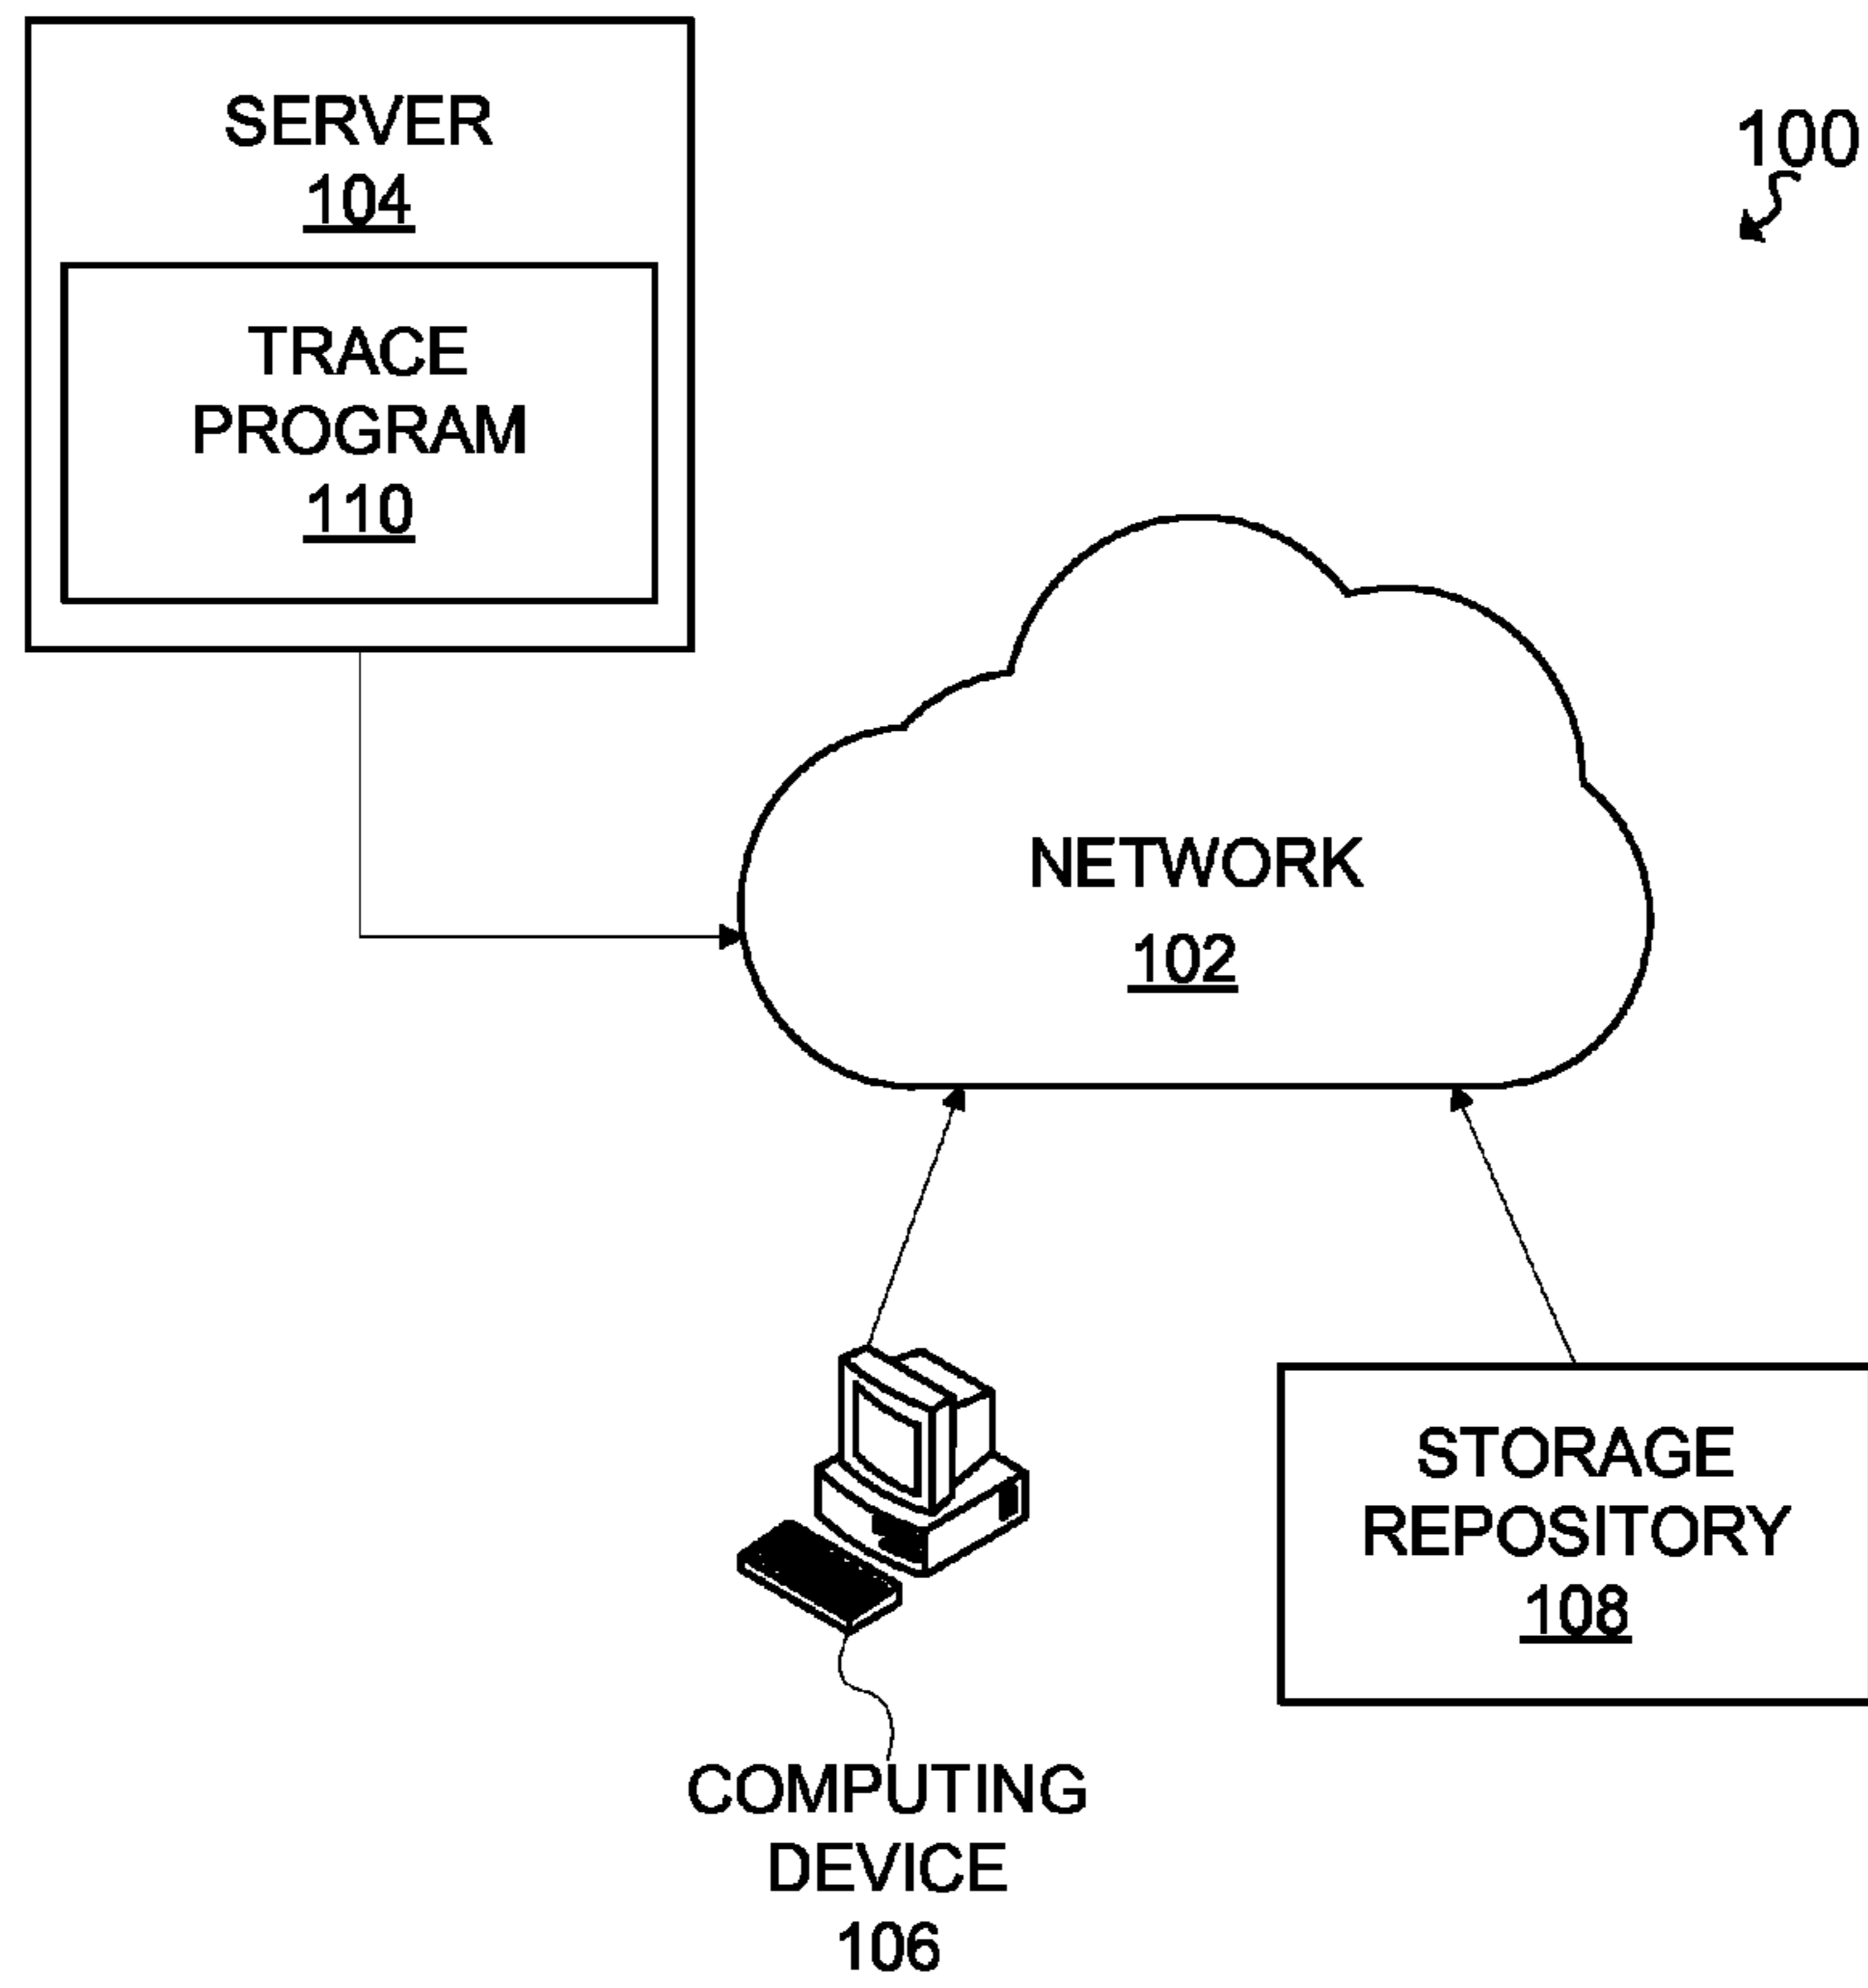 SERVER
104
TRACE
PROGRAM
110
100
NETWORK
102
STORAGE
REPOSITORY
108
COMPUTING
DEVICE
106